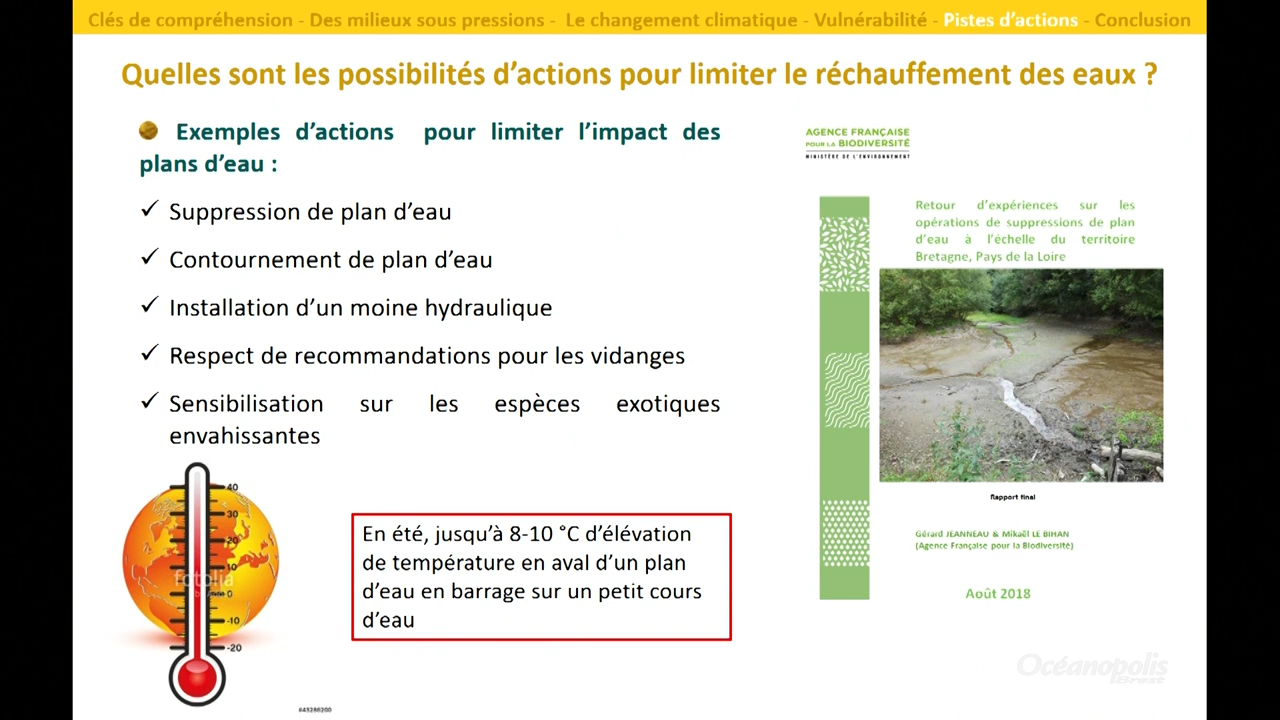 Clés de compréhension - Des milieux sous pressions - Le changement climatique - Vulnérabilité - Pistes d'actions - Conclusion
Quelles sont les possibilités d'actions pour limiter le réchauffement des eaux ?
Exemples d'actions pour limiter l'impact des
plans d'eau :
✓ Suppression de plan d'eau
✓ Contournement de plan d'eau
✓ Installation d'un moine hydraulique
✓ Respect de recommandations pour les vidanges
✓ Sensibilisation sur les espèces exotiques
envahissantes
40
30
20
10
0
-10
-20
fotolia
#43280200
En été, jusqu'à 8-10 °C d'élévation
de température en aval d'un plan
d'eau en barrage sur un petit cours
d'eau
AGENCE FRANÇAISE
POUR LA BIODIVERSITÉ
MINISTÈRE DE L'ENVIRONNEMENT
Retour d'expériences sur les
opérations de suppressions de plan
d'eau à l'échelle du territoire
Bretagne, Pays de la Loire
Rapport final
Gérard JEANNEAU & Mikaël LE BIHAN
(Agence Française pour la Biodiversité)
Août 2018
Océanopolis
Brest